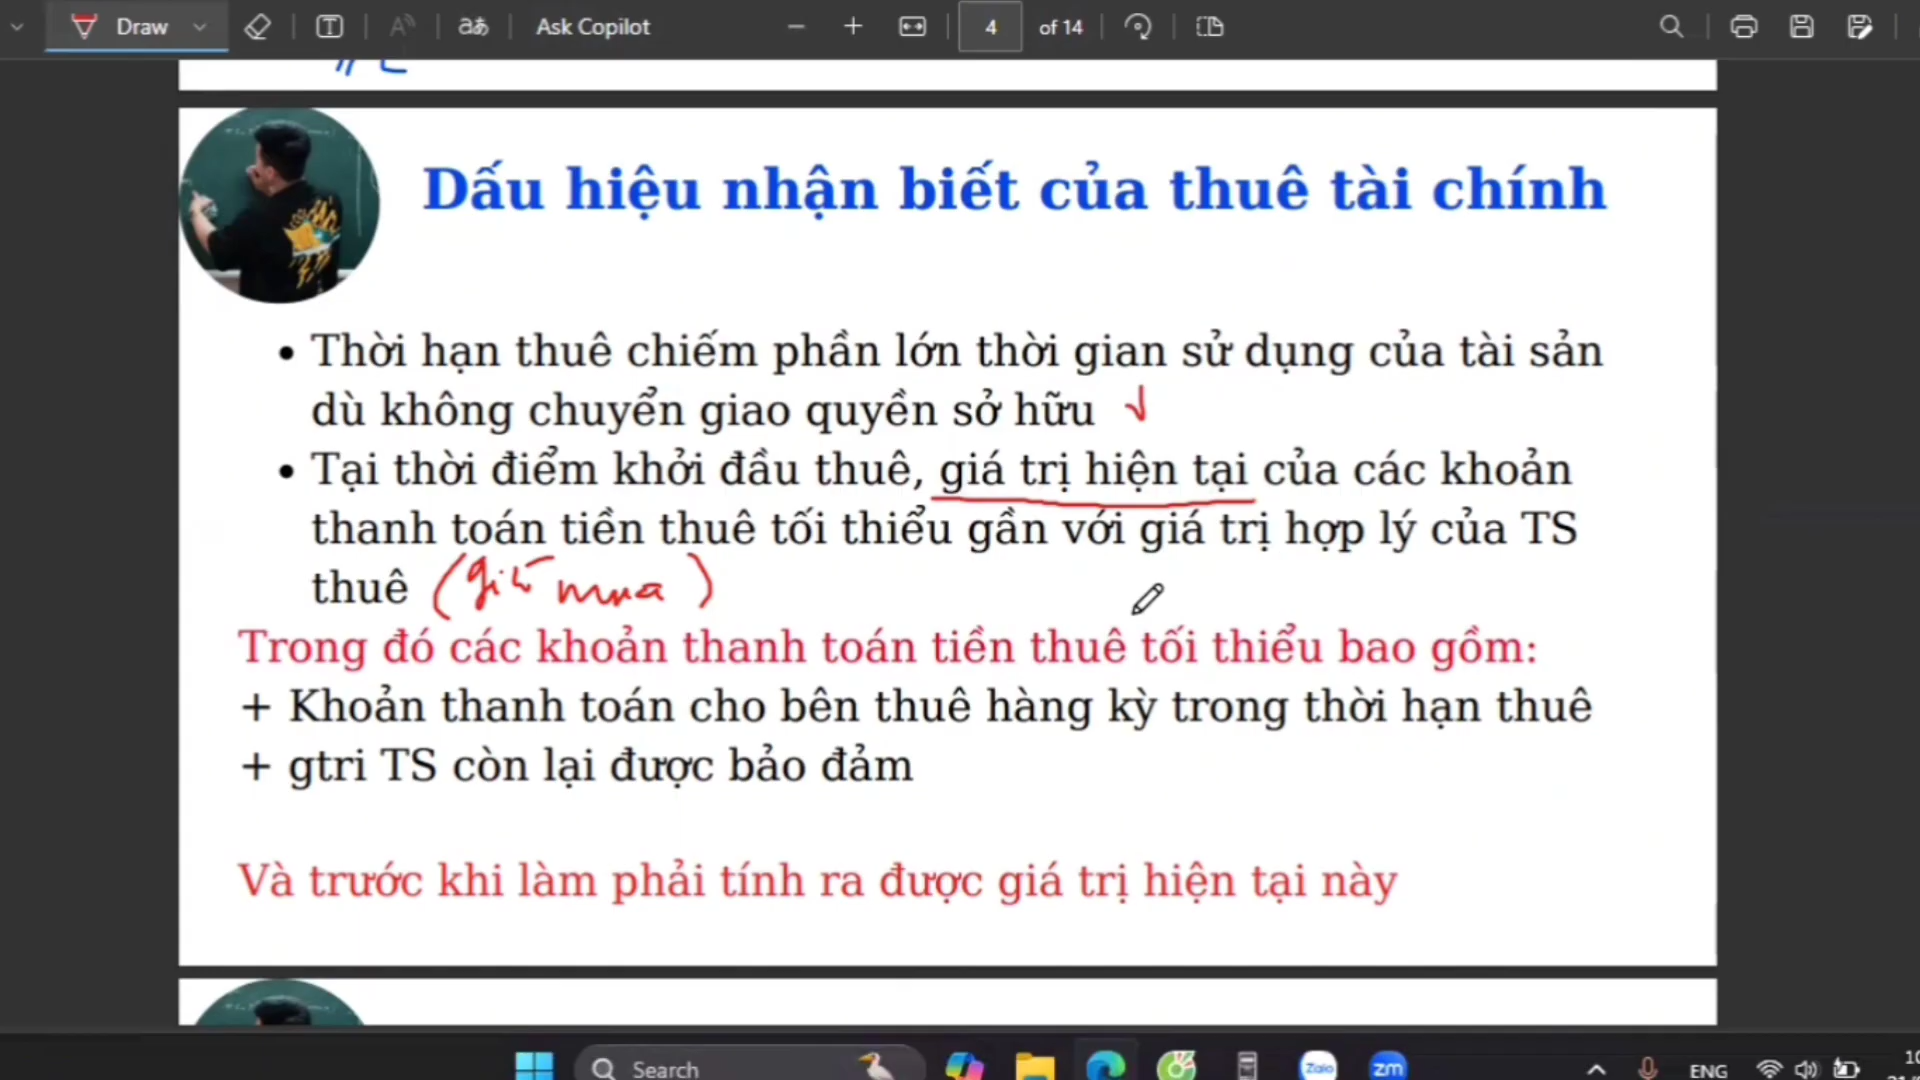 Draw
Ask Copilot
4
of 14
Dấu hiệu nhận biết của thuê tài chính
• Thời hạn thuê chiếm phần lớn thời gian sử dụng của tài sản
dù không chuyển giao quyền sở hữu
• Tại thời điểm khởi đầu thuê, giá trị hiện tại của các khoản
thanh toán tiền thuê tối thiểu gần với giá trị hợp lý của TS
thuê (giá mua)
Trong đó các khoản thanh toán tiền thuê tối thiểu bao gồm:
+ Khoản thanh toán cho bên thuê hàng kỳ trong thời hạn thuê
+ gtri TS còn lại được bảo đảm
Và trước khi làm phải tính ra được giá trị hiện tại này
Search
Zalo
zm
ENG